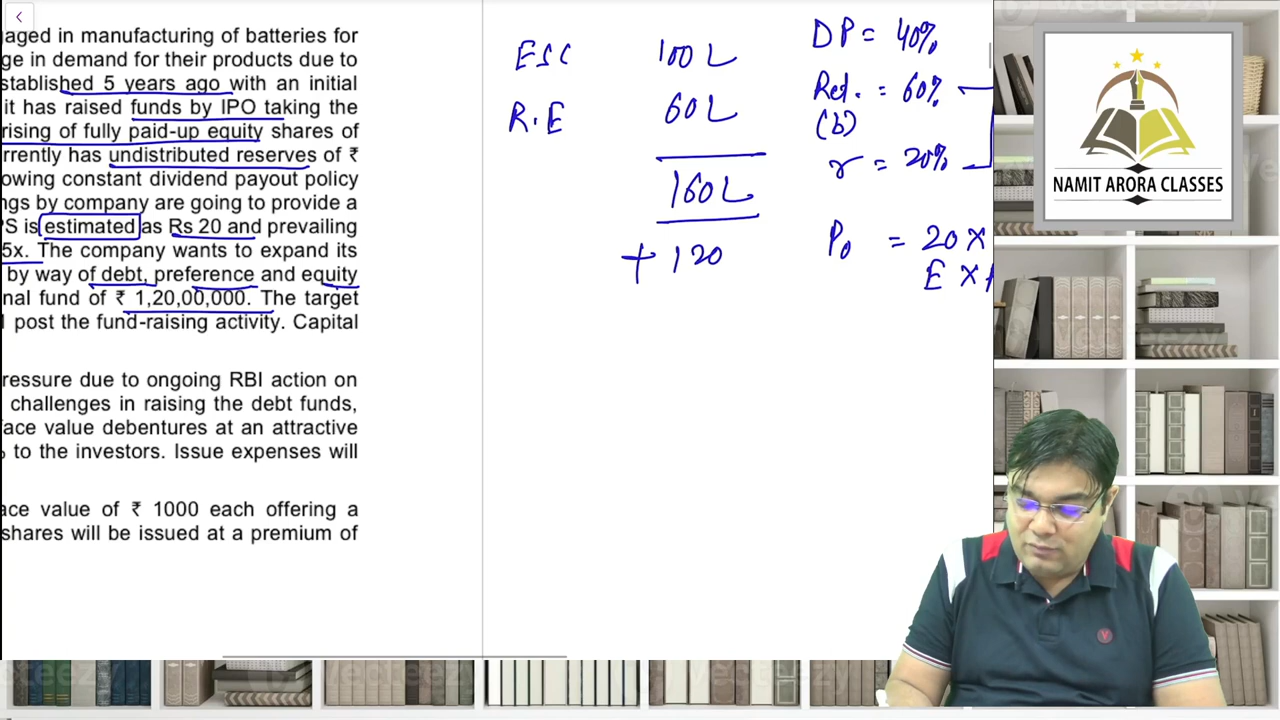 aged in manufacturing of batteries for
ge in demand for their products due to
stablished 5 years ago with an initial
it has raised funds by IPO taking the
rising of fully paid-up equity shares of
rrently has undistributed reserves of ₹
owing constant dividend payout policy
ngs by company are going to provide a
PS is estimated as Rs 20 and prevailing
5x. The company wants to expand its
by way of debt, preference and equity
nal fund of ₹ 1,20,00,000. The target
post the fund-raising activity. Capital
ressure due to ongoing RBI action on
challenges in raising the debt funds,
face value debentures at an attractive
to the investors. Issue expenses will
ace value of ₹ 1000 each offering a
shares will be issued at a premium of
ESC 100L
R.E 60L
160L
+ 120
DP = 40%
Ret. = 60%
(b)
r = 20%
P0 = 20 X
E X
NAMIT ARORA CLASSES
Vecteezy